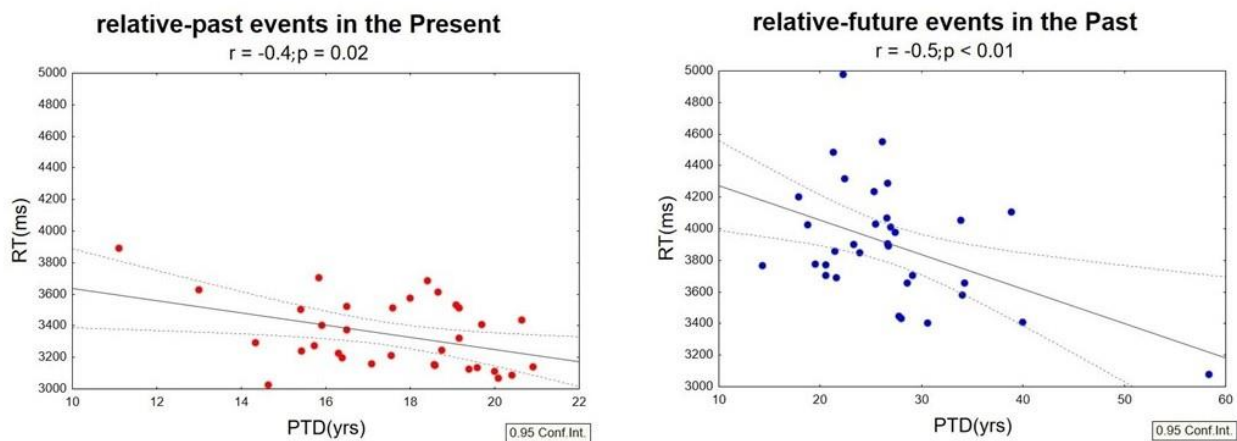 relative-past events in the Present
r = -0.4;p = 0.02
5000
4800
4600
4400
4200
4000
3800
3600
3400
3200
3000
RT(ms)
10 12 14 16 18 20 22
PTD(yrs)
0.95 Conf.Int.
relative-future events in the Past
r = -0.5;p < 0.01
5000
4800
4600
4400
4200
4000
3800
3600
3400
3200
3000
RT(ms)
10 20 30 40 50 60
PTD(yrs)
0.95 Conf.Int.